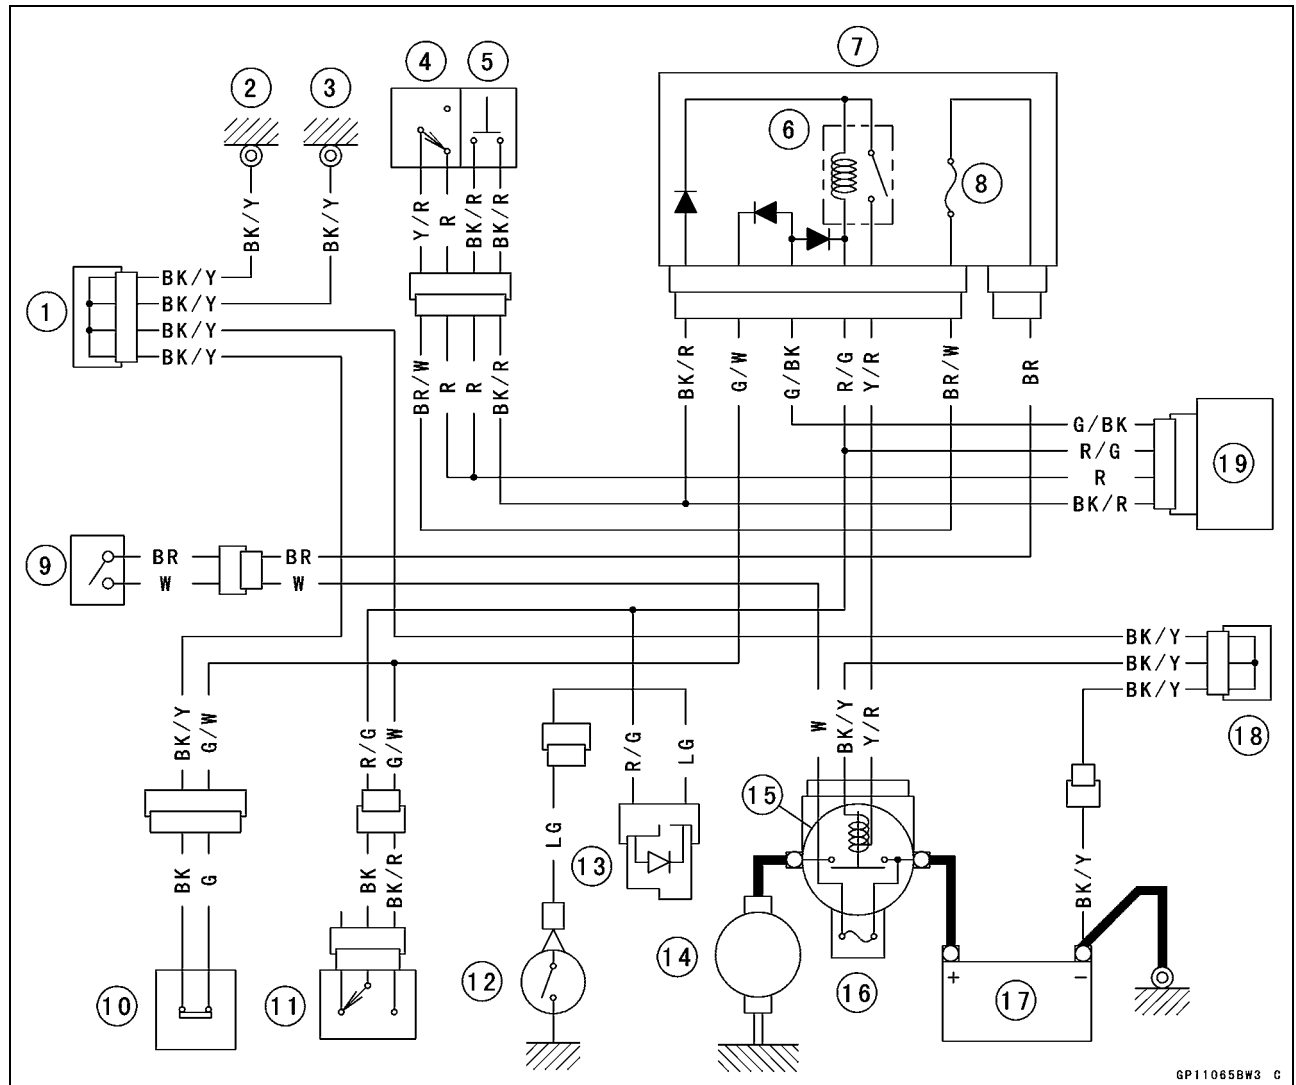 7
4
5
2
3
6
8
Y/R
R
BK/R
BK/R
BK/Y
BK/Y
BK/Y
BK/Y
BK/Y
BK/Y
1
BR/W
R
R
BK/R
BK/R
G/W
G/BK
R/G
Y/R
BR/W
BR
G/BK
R/G
R
BK/R
19
9
BR
W
BR
W
BK/Y
BK/Y
BK/Y
18
BK/Y
G/W
R/G
G/W
R/G
LG
W
BK/Y
Y/R
15
LG
13
BK
G
BK
BK/R
BK/Y
10
11
12
14
16
+
17
−
GP11065BW3 C